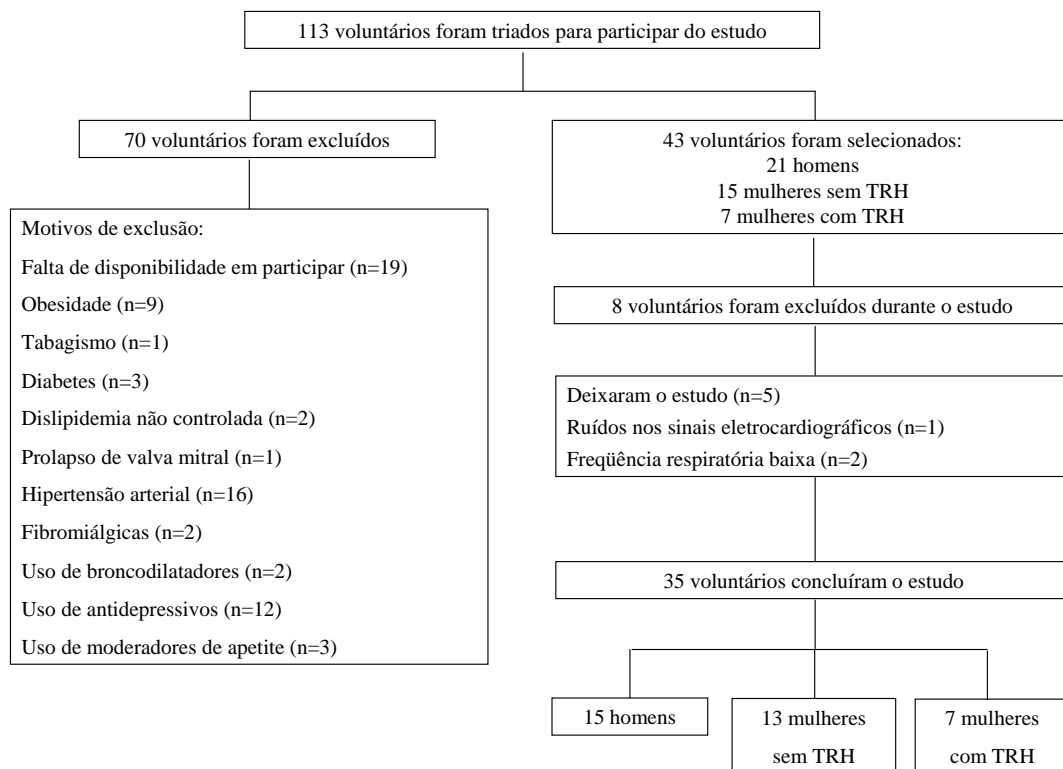 113 voluntários foram triados para participar do estudo
70 voluntários foram excluídos
Motivos de exclusão:
Falta de disponibilidade em participar (n=19)
Obesidade (n=9)
Tabagismo (n=1)
Diabetes (n=3)
Dislipidemia não controlada (n=2)
Prolapso de valva mitral (n=1)
Hipertensão arterial (n=16)
Fibromiálgicas (n=2)
Uso de broncodilatadores (n=2)
Uso de antidepressivos (n=12)
Uso de moderadores de apetite (n=3)
43 voluntários foram selecionados:
21 homens
15 mulheres sem TRH
7 mulheres com TRH
8 voluntários foram excluídos durante o estudo
Deixaram o estudo (n=5)
Ruídos nos sinais eletrocardiográficos (n=1)
Freqüência respiratória baixa (n=2)
35 voluntários concluíram o estudo
15 homens
13 mulheres
sem TRH
7 mulheres
com TRH